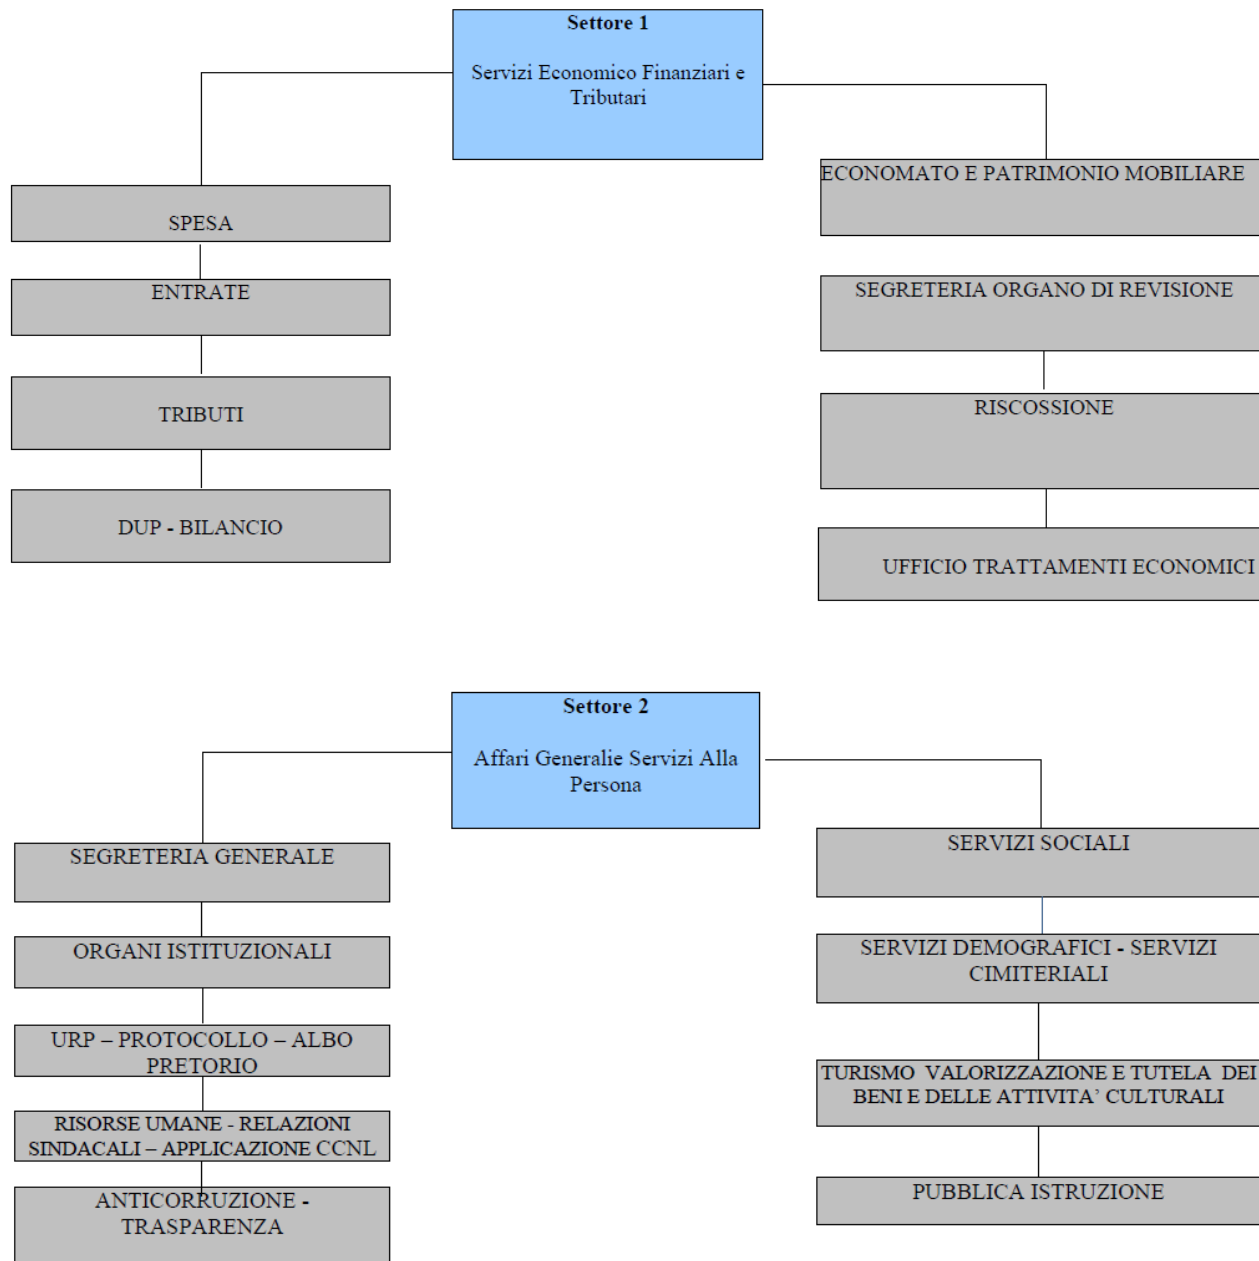 Settore 1
Servizi Economico Finanziari e
Tributari
SPESA
ENTRATE
TRIBUTI
DUP - BILANCIO
ECONOMATO E PATRIMONIO MOBILIARE
SEGRETERIA ORGANO DI REVISIONE
RISCOSSIONE
UFFICIO TRATTAMENTI ECONOMICI
Settore 2
Affari Generalie Servizi Alla
Persona
SEGRETERIA GENERALE
ORGANI ISTITUZIONALI
URP – PROTOCOLLO – ALBO
PRETORIO
RISORSE UMANE - RELAZIONI
SINDACALI – APPLICAZIONE CCNL
ANTICORRUZIONE -
TRASPARENZA
SERVIZI SOCIALI
SERVIZI DEMOGRAFICI - SERVIZI
CIMITERIALI
TURISMO VALORIZZAZIONE E TUTELA DEI
BENI E DELLE ATTIVITA’ CULTURALI
PUBBLICA ISTRUZIONE